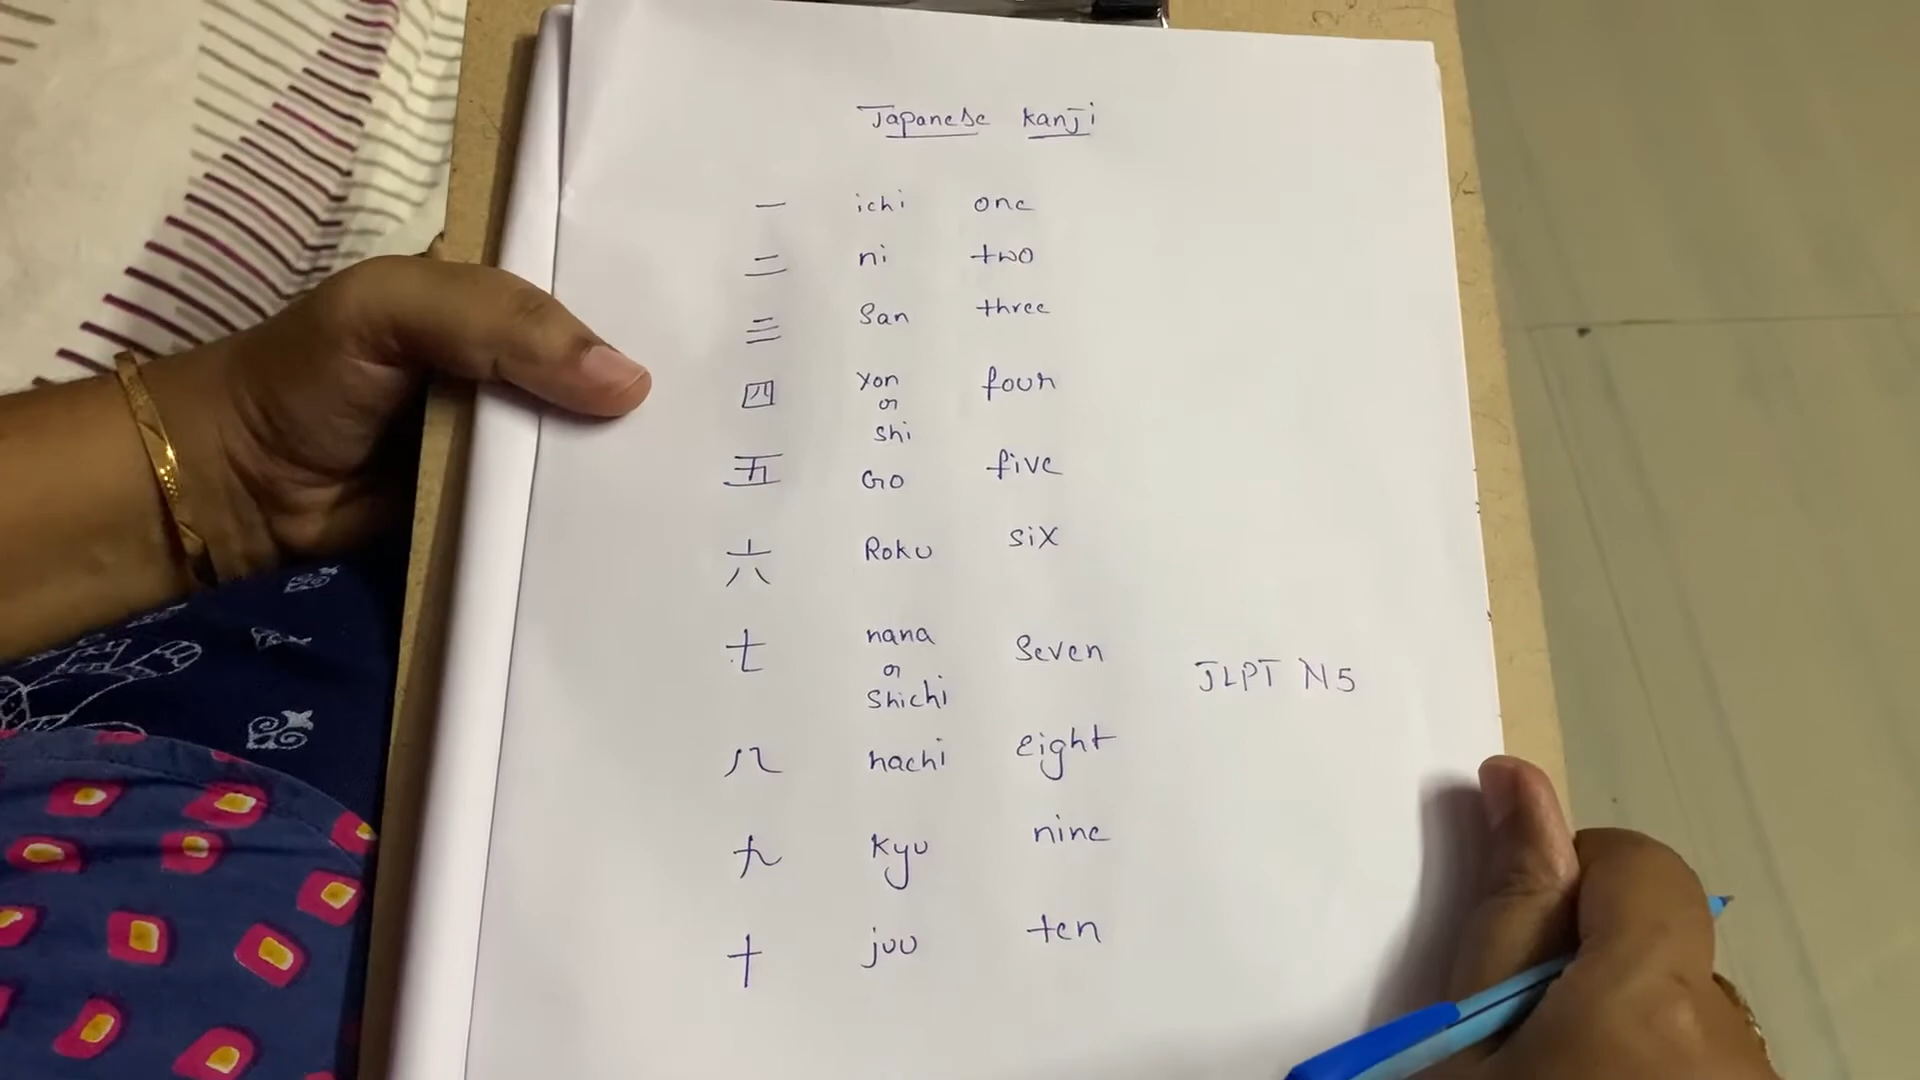 Japanese Kanji
一 ichi one
二 ni two
三 San three
四 Yon or shi four
五 Go five
六 Roku six
七 nana or Shichi Seven
JLPT N5
八 hachi Eight
九 Kyu nine
十 juu ten